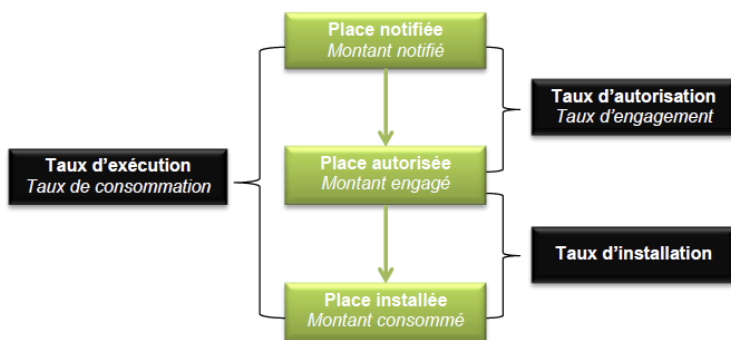 Place notifiée
Montant notifié
Taux d'autorisation
Taux d'engagement
Taux d'exécution
Taux de consommation
Place autorisée
Montant engagé
Taux d'installation
Place installée
Montant consommé